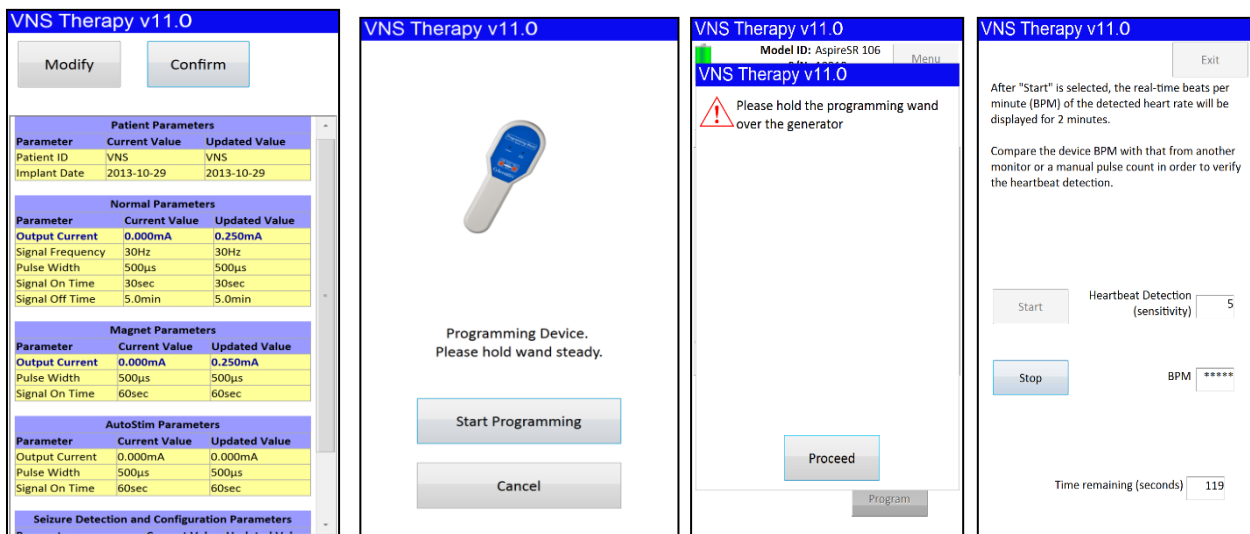 VNS Therapy v11.0
Modify Confirm
Patient Parameters
Parameter Current Value Updated Value
Patient ID VNS VNS
Implant Date 2013-10-29 2013-10-29
Normal Parameters
Parameter Current Value Updated Value
Output Current 0.000mA 0.250mA
Signal Frequency 30Hz 30Hz
Pulse Width 500µs 500µs
Signal On Time 30sec 30sec
Signal Off Time 5.0min 5.0min
Magnet Parameters
Parameter Current Value Updated Value
Output Current 0.000mA 0.250mA
Pulse Width 500µs 500µs
Signal On Time 60sec 60sec
AutoStim Parameters
Parameter Current Value Updated Value
Output Current 0.000mA 0.000mA
Pulse Width 500µs 500µs
Signal On Time 60sec 60sec
Seizure Detection and Configuration Parameters
VNS Therapy v11.0
Programming Device.
Please hold wand steady.
Start Programming
Cancel
VNS Therapy v11.0
Model ID: AspireSR 106
Menu
VNS Therapy v11.0
Please hold the programming wand
over the generator
Proceed
Program
VNS Therapy v11.0
Exit
After "Start" is selected, the real-time beats per
minute (BPM) of the detected heart rate will be
displayed for 2 minutes.
Compare the device BPM with that from another
monitor or a manual pulse count in order to verify
the heartbeat detection.
Start Heartbeat Detection
(sensitivity) 5
Stop BPM *****
Time remaining (seconds) 119